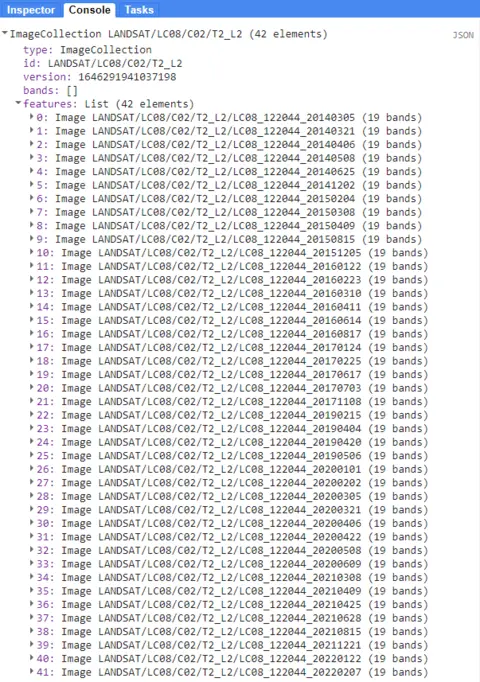 Inspector Console Tasks
ImageCollection LANDSAT/LC08/C02/T2_L2 (42 elements) JSON
type: ImageCollection
id: LANDSAT/LC08/C02/T2_L2
version: 1646291941037198
bands: []
features: List (42 elements)
0: Image LANDSAT/LC08/C02/T2_L2/LC08_122044_20140305 (19 bands)
1: Image LANDSAT/LC08/C02/T2_L2/LC08_122044_20140321 (19 bands)
2: Image LANDSAT/LC08/C02/T2_L2/LC08_122044_20140406 (19 bands)
3: Image LANDSAT/LC08/C02/T2_L2/LC08_122044_20140508 (19 bands)
4: Image LANDSAT/LC08/C02/T2_L2/LC08_122044_20140625 (19 bands)
5: Image LANDSAT/LC08/C02/T2_L2/LC08_122044_20141202 (19 bands)
6: Image LANDSAT/LC08/C02/T2_L2/LC08_122044_20150204 (19 bands)
7: Image LANDSAT/LC08/C02/T2_L2/LC08_122044_20150308 (19 bands)
8: Image LANDSAT/LC08/C02/T2_L2/LC08_122044_20150409 (19 bands)
9: Image LANDSAT/LC08/C02/T2_L2/LC08_122044_20150815 (19 bands)
10: Image LANDSAT/LC08/C02/T2_L2/LC08_122044_20151205 (19 bands)
11: Image LANDSAT/LC08/C02/T2_L2/LC08_122044_20160122 (19 bands)
12: Image LANDSAT/LC08/C02/T2_L2/LC08_122044_20160223 (19 bands)
13: Image LANDSAT/LC08/C02/T2_L2/LC08_122044_20160310 (19 bands)
14: Image LANDSAT/LC08/C02/T2_L2/LC08_122044_20160411 (19 bands)
15: Image LANDSAT/LC08/C02/T2_L2/LC08_122044_20160614 (19 bands)
16: Image LANDSAT/LC08/C02/T2_L2/LC08_122044_20160817 (19 bands)
17: Image LANDSAT/LC08/C02/T2_L2/LC08_122044_20170124 (19 bands)
18: Image LANDSAT/LC08/C02/T2_L2/LC08_122044_20170225 (19 bands)
19: Image LANDSAT/LC08/C02/T2_L2/LC08_122044_20170617 (19 bands)
20: Image LANDSAT/LC08/C02/T2_L2/LC08_122044_20170703 (19 bands)
21: Image LANDSAT/LC08/C02/T2_L2/LC08_122044_20171108 (19 bands)
22: Image LANDSAT/LC08/C02/T2_L2/LC08_122044_20190215 (19 bands)
23: Image LANDSAT/LC08/C02/T2_L2/LC08_122044_20190404 (19 bands)
24: Image LANDSAT/LC08/C02/T2_L2/LC08_122044_20190420 (19 bands)
25: Image LANDSAT/LC08/C02/T2_L2/LC08_122044_20190506 (19 bands)
26: Image LANDSAT/LC08/C02/T2_L2/LC08_122044_20200101 (19 bands)
27: Image LANDSAT/LC08/C02/T2_L2/LC08_122044_20200202 (19 bands)
28: Image LANDSAT/LC08/C02/T2_L2/LC08_122044_20200305 (19 bands)
29: Image LANDSAT/LC08/C02/T2_L2/LC08_122044_20200321 (19 bands)
30: Image LANDSAT/LC08/C02/T2_L2/LC08_122044_20200406 (19 bands)
31: Image LANDSAT/LC08/C02/T2_L2/LC08_122044_20200422 (19 bands)
32: Image LANDSAT/LC08/C02/T2_L2/LC08_122044_20200508 (19 bands)
33: Image LANDSAT/LC08/C02/T2_L2/LC08_122044_20200609 (19 bands)
34: Image LANDSAT/LC08/C02/T2_L2/LC08_122044_20210308 (19 bands)
35: Image LANDSAT/LC08/C02/T2_L2/LC08_122044_20210409 (19 bands)
36: Image LANDSAT/LC08/C02/T2_L2/LC08_122044_20210425 (19 bands)
37: Image LANDSAT/LC08/C02/T2_L2/LC08_122044_20210628 (19 bands)
38: Image LANDSAT/LC08/C02/T2_L2/LC08_122044_20210815 (19 bands)
39: Image LANDSAT/LC08/C02/T2_L2/LC08_122044_20211221 (19 bands)
40: Image LANDSAT/LC08/C02/T2_L2/LC08_122044_20220122 (19 bands)
41: Image LANDSAT/LC08/C02/T2_L2/LC08_122044_20220207 (19 bands)